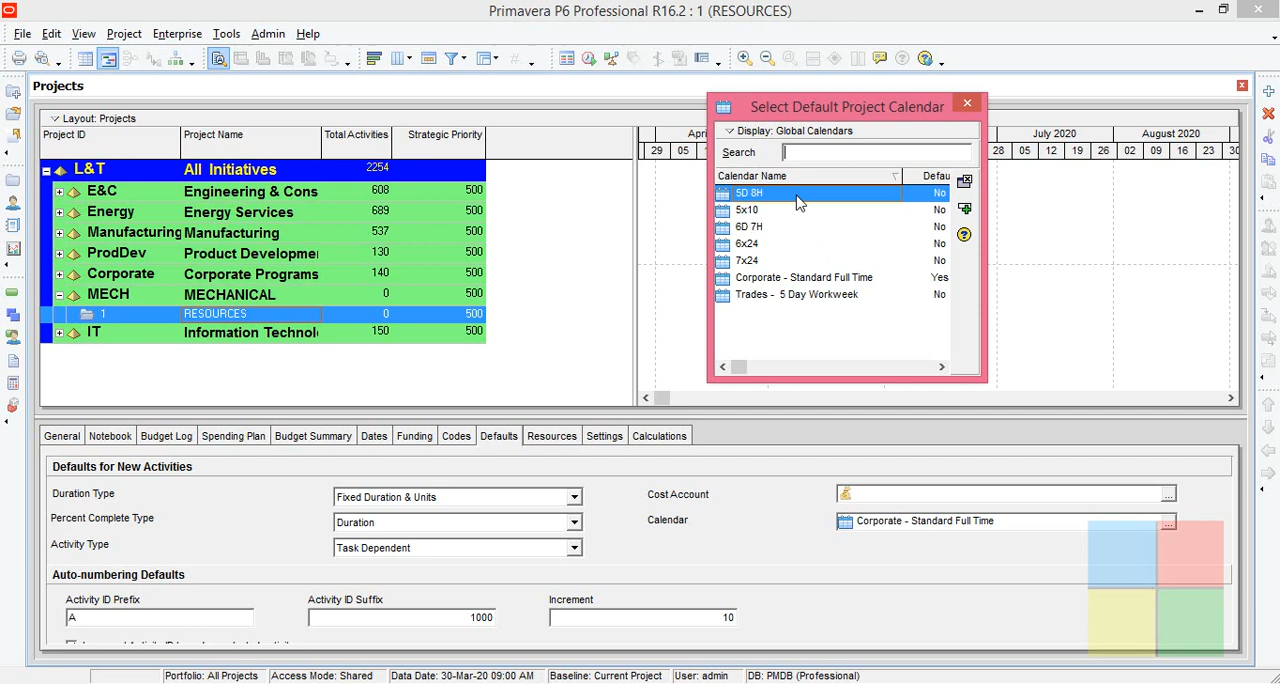 Primavera P6 Professional R16.2 : 1 (RESOURCES)
File Edit View Project Enterprise Tools Admin Help
Projects
Layout: Projects
Project ID Project Name Total Activities Strategic Priority
L&T All Initiatives 2254
E&C Engineering & Cons 608 500
Energy Energy Services 689 500
Manufacturing Manufacturing 537 500
ProdDev Product Developme 130 500
Corporate Corporate Programs 140 500
MECH MECHANICAL 0 500
1 RESOURCES 0 500
IT Information Technol 150 500
Apri July 2020 August 2020
29 05 28 05 12 19 26 02 09 16 23 30
Select Default Project Calendar
Display: Global Calendars
Search
Calendar Name Defau
5D 8H No
5x10 No
6D 7H No
6x24 No
7x24 No
Corporate - Standard Full Time Yes
Trades - 5 Day Workweek No
General Notebook Budget Log Spending Plan Budget Summary Dates Funding Codes Defaults Resources Settings Calculations
Defaults for New Activities
Duration Type Fixed Duration & Units Cost Account
Percent Complete Type Duration Calendar Corporate - Standard Full Time
Activity Type Task Dependent
Auto-numbering Defaults
Activity ID Prefix Activity ID Suffix Increment
A 1000 10
Portfolio: All Projects Access Mode: Shared Data Date: 30-Mar-20 09:00 AM Baseline: Current Project User: admin DB: PMDB (Professional)